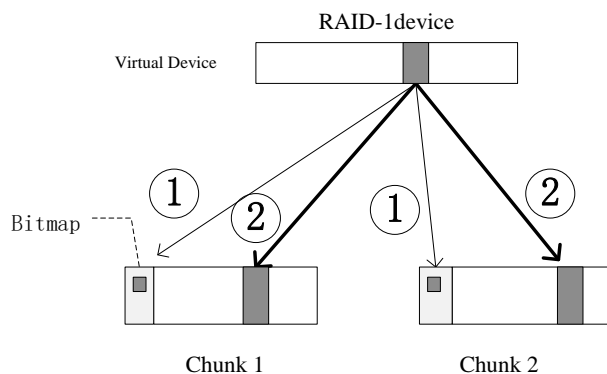 RAID-1device
Virtual Device
1
2
1
2
Bitmap
Chunk 1
Chunk 2